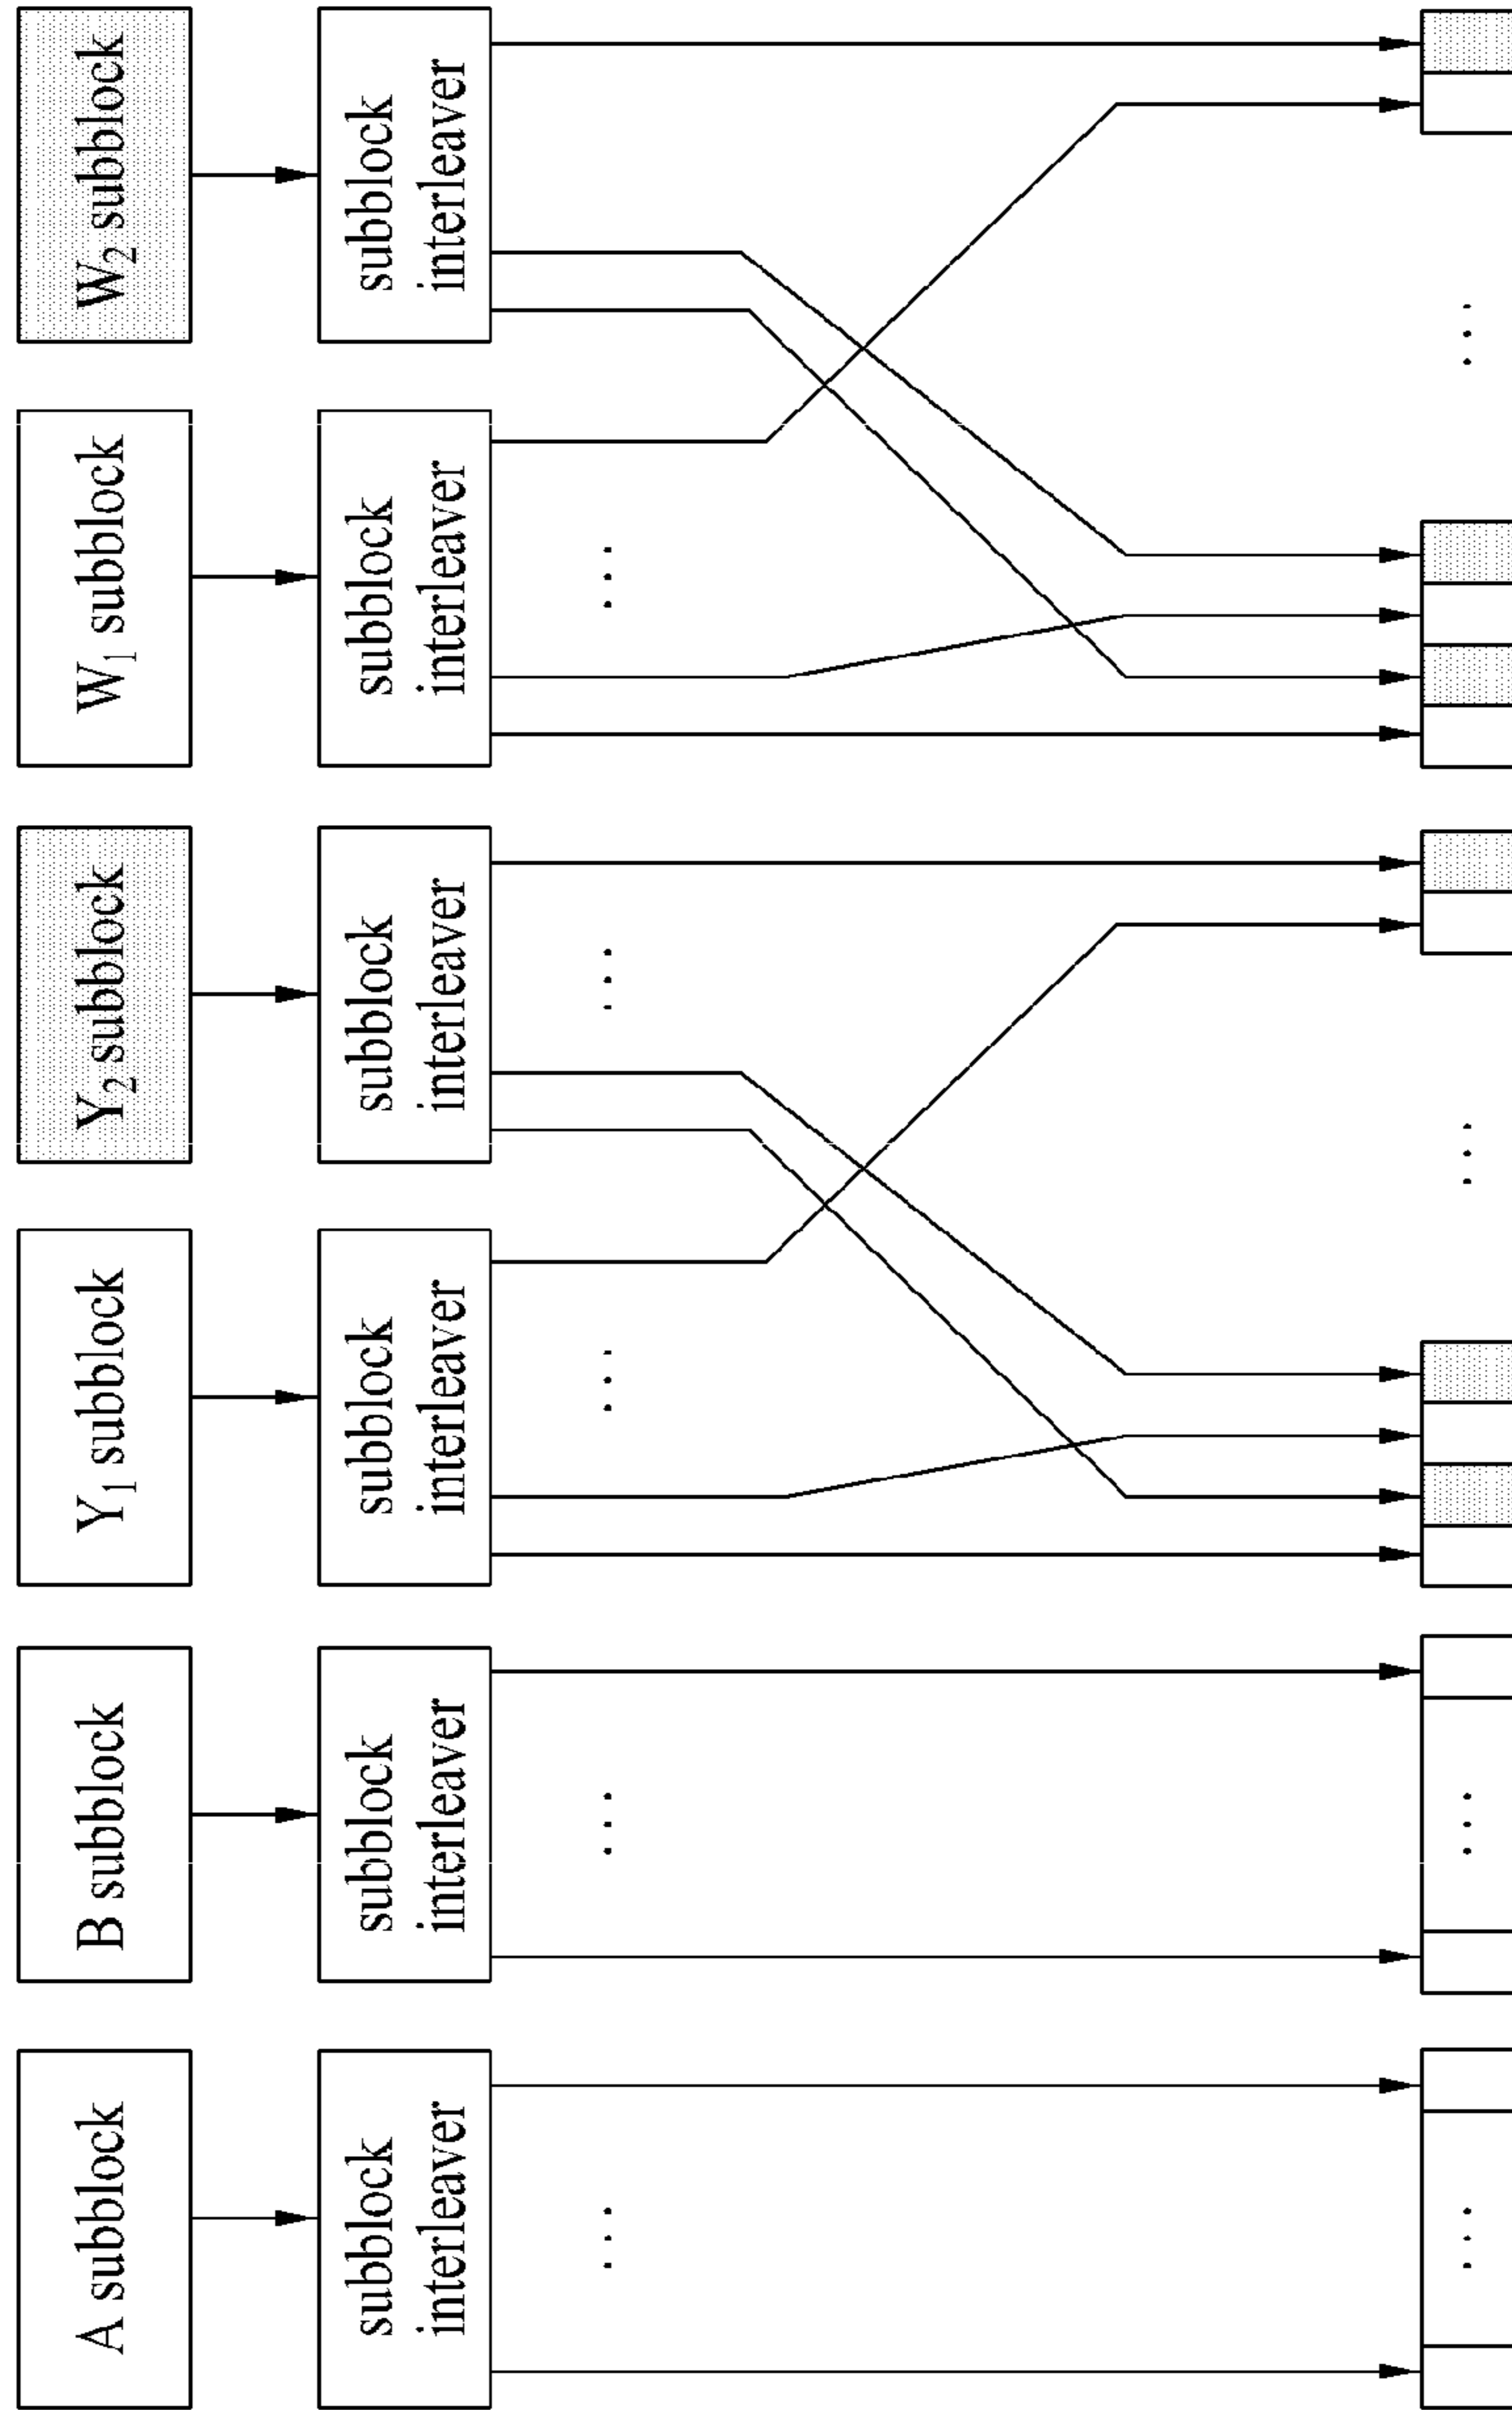 A subblock
B subblock
Y₁ subblock
Y₂ subblock
W₁ subblock
W₂ subblock
subblock
interleaver
subblock
interleaver
subblock
interleaver
subblock
interleaver
subblock
interleaver
subblock
interleaver